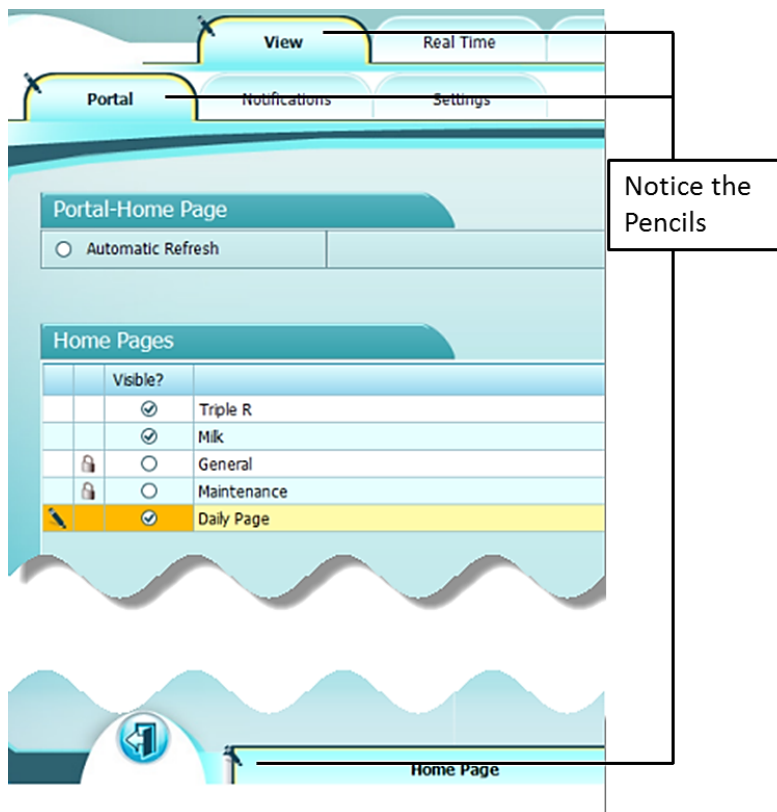 View
Real Time
Portal
Notifications
Settings
Notice the
Pencils
Portal-Home Page
Automatic Refresh
Home Pages
Visible?
Triple R
Milk
General
Maintenance
Daily Page
Home Page